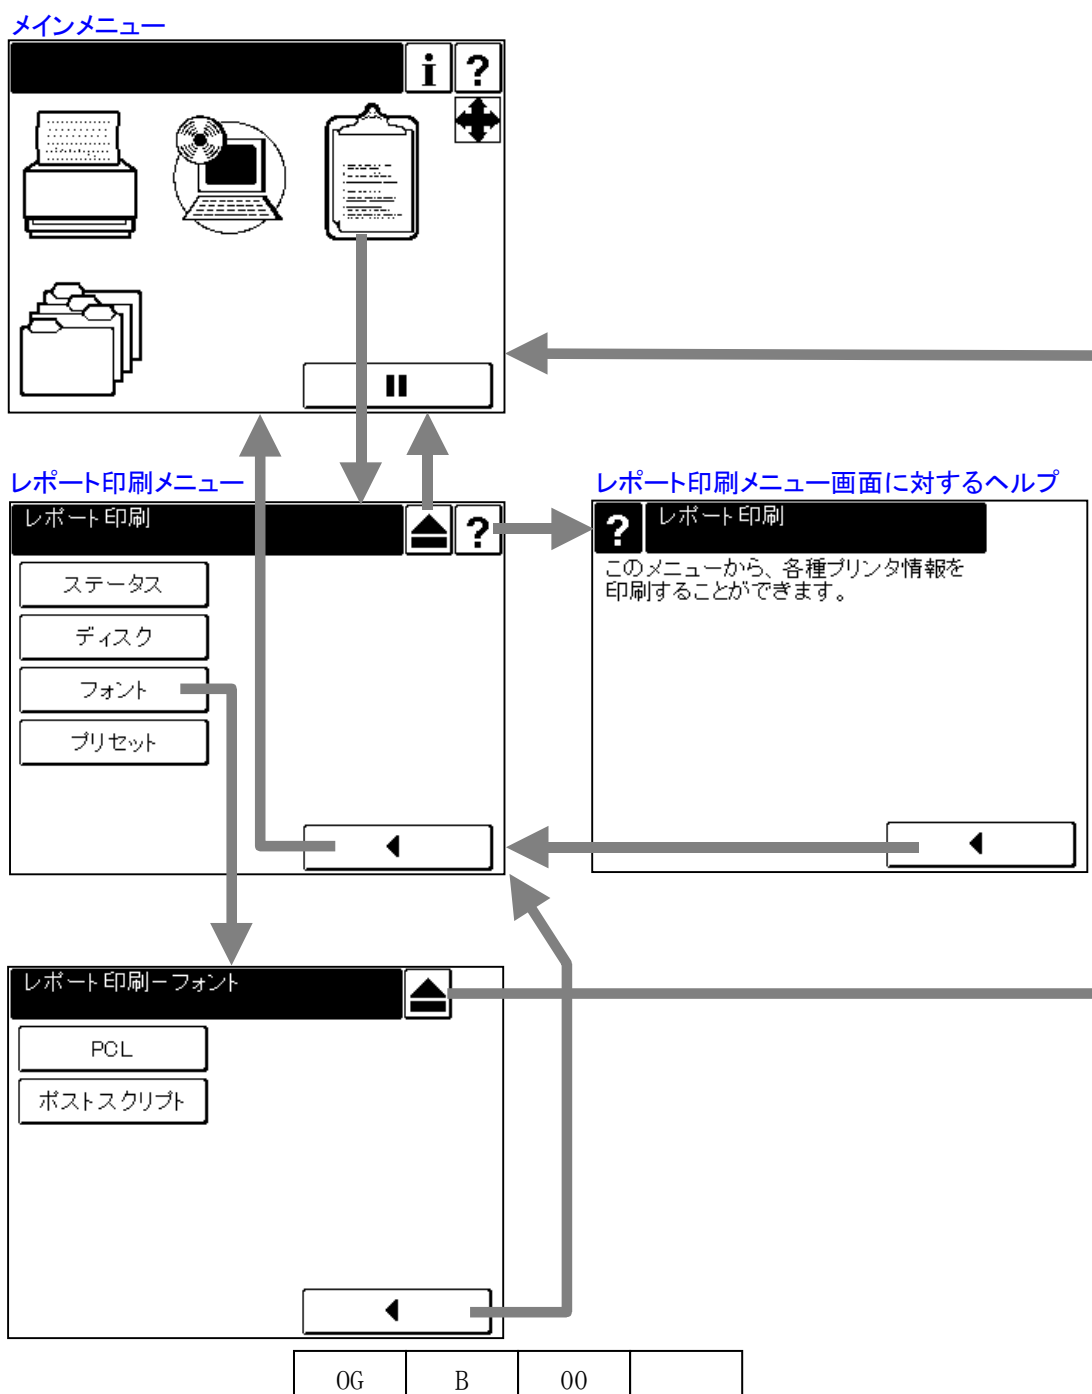 メインメニュー
i ?
レポート印刷メニュー
レポート印刷
?
ステータス
ディスク
フォント
プリセット
レポート印刷メニュー画面に対するヘルプ
? レポート印刷
このメニューから、各種プリンタ情報を
印刷することができます。
レポート印刷－フォント
PCL
ポストスクリプト
OG B 00